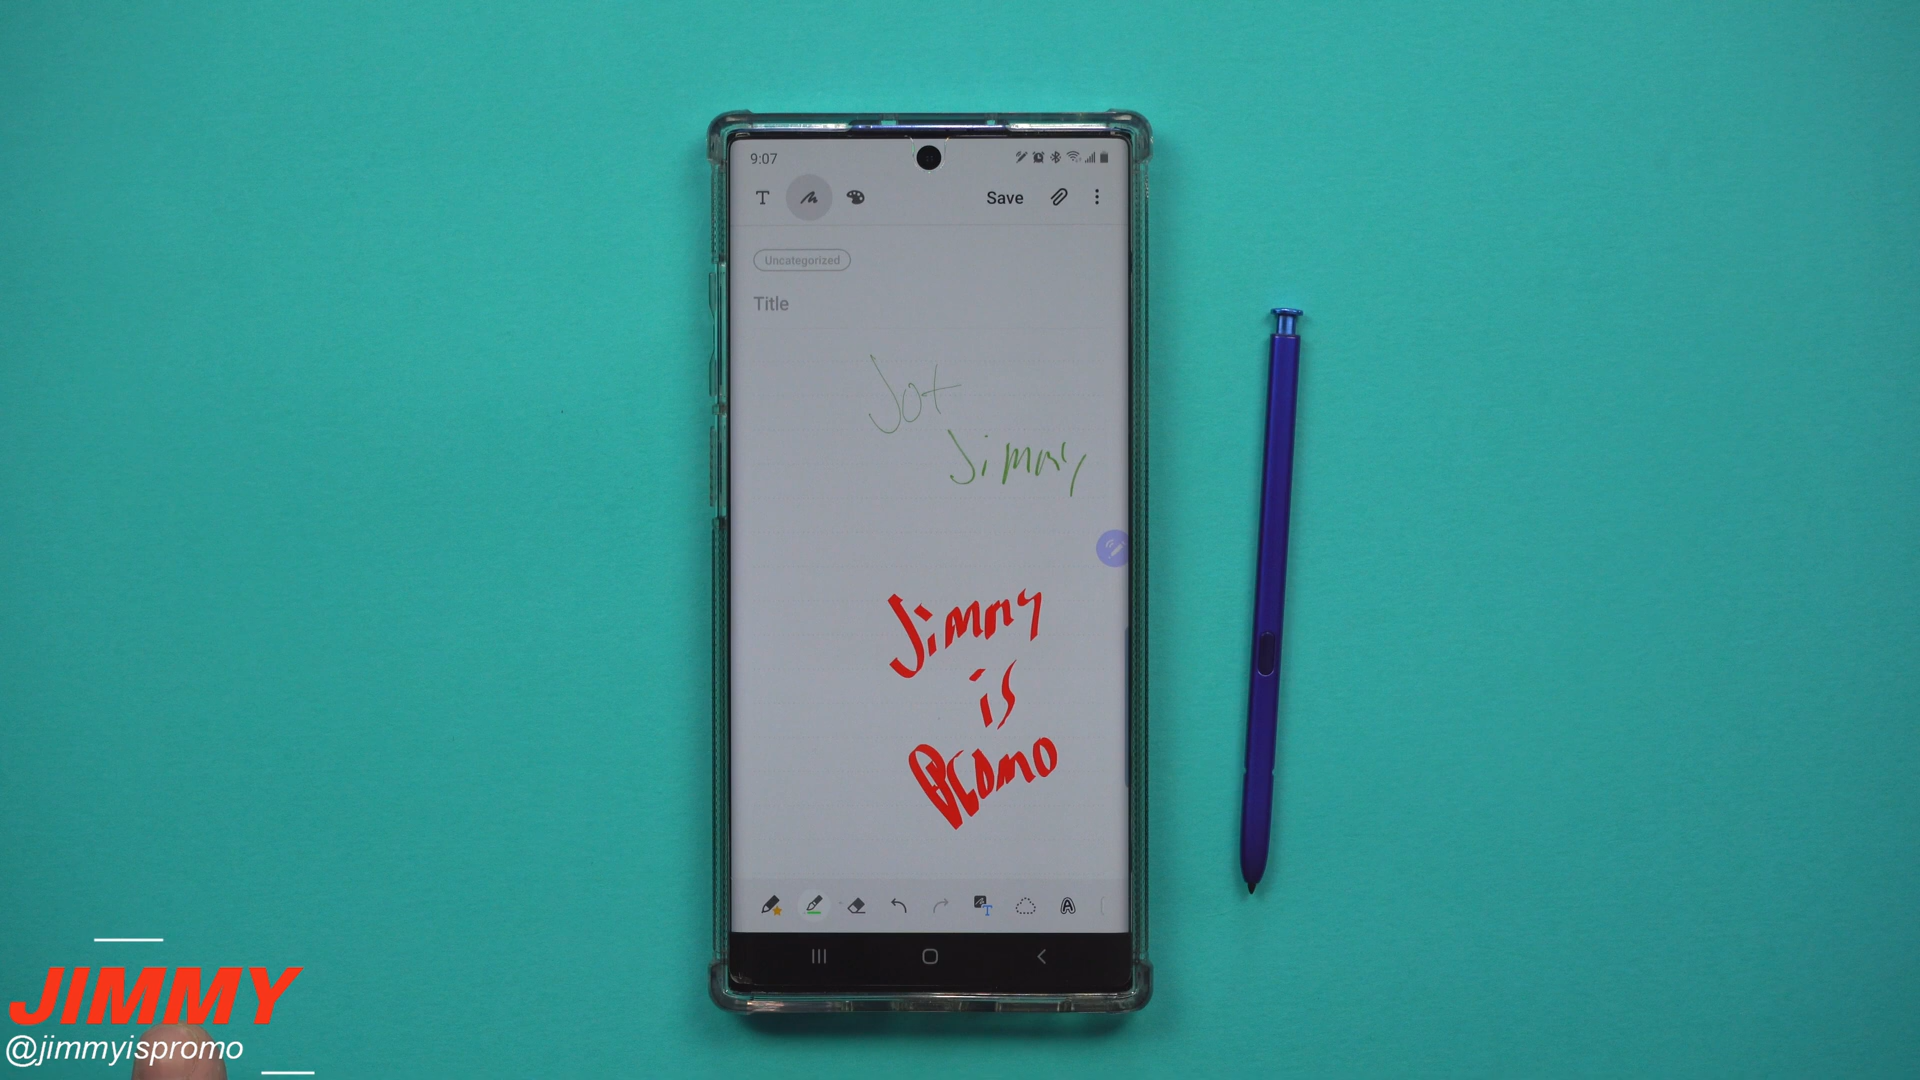 9:07
T
Save
Uncategorized
Title
Jot
Jimmy
Jimmy
is
Promo
JIMMY
@jimmyispromo